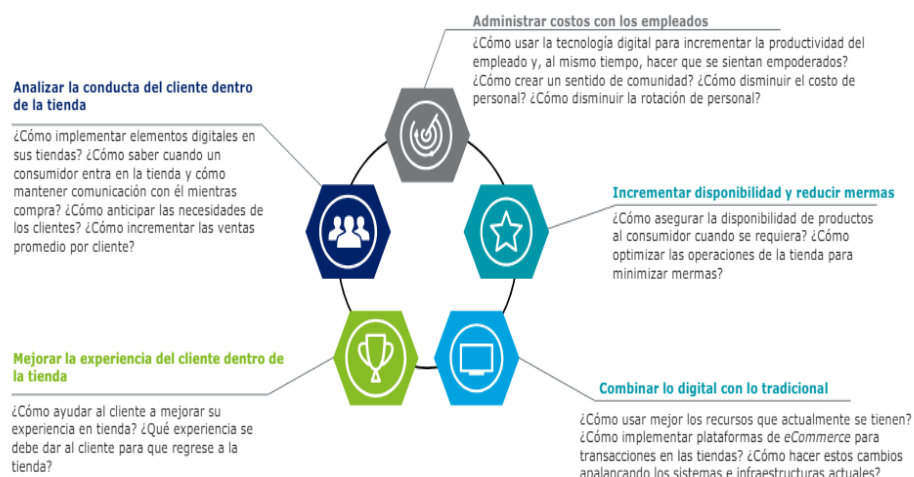 Administrar costos con los empleados
¿Cómo usar la tecnología digital para incrementar la productividad del
empleado y, al mismo tiempo, hacer que se sientan empoderados?
¿Cómo crear un sentido de comunidad? ¿Cómo disminuir el costo de
personal? ¿Cómo disminuir la rotación de personal?
Analizar la conducta del cliente dentro
de la tienda
¿Cómo implementar elementos digitales en
sus tiendas? ¿Cómo saber cuando un
consumidor entra en la tienda y cómo
mantener comunicación con él mientras
compra? ¿Cómo anticipar las necesidades de
los clientes? ¿Cómo incrementar las ventas
promedio por cliente?
Incrementar disponibilidad y reducir mermas
¿Cómo asegurar la disponibilidad de productos
al consumidor cuando se requiera? ¿Cómo
optimizar las operaciones de la tienda para
minimizar mermas?
Mejorar la experiencia del cliente dentro de
la tienda
¿Cómo ayudar al cliente a mejorar su
experiencia en tienda? ¿Qué experiencia se
debe dar al cliente para que regrese a la
tienda?
Combinar lo digital con lo tradicional
¿Cómo usar mejor los recursos que actualmente se tienen?
¿Cómo implementar plataformas de eCommerce para
transacciones en las tiendas? ¿Cómo hacer estos cambios
apalancando los sistemas e infraestructuras actuales?